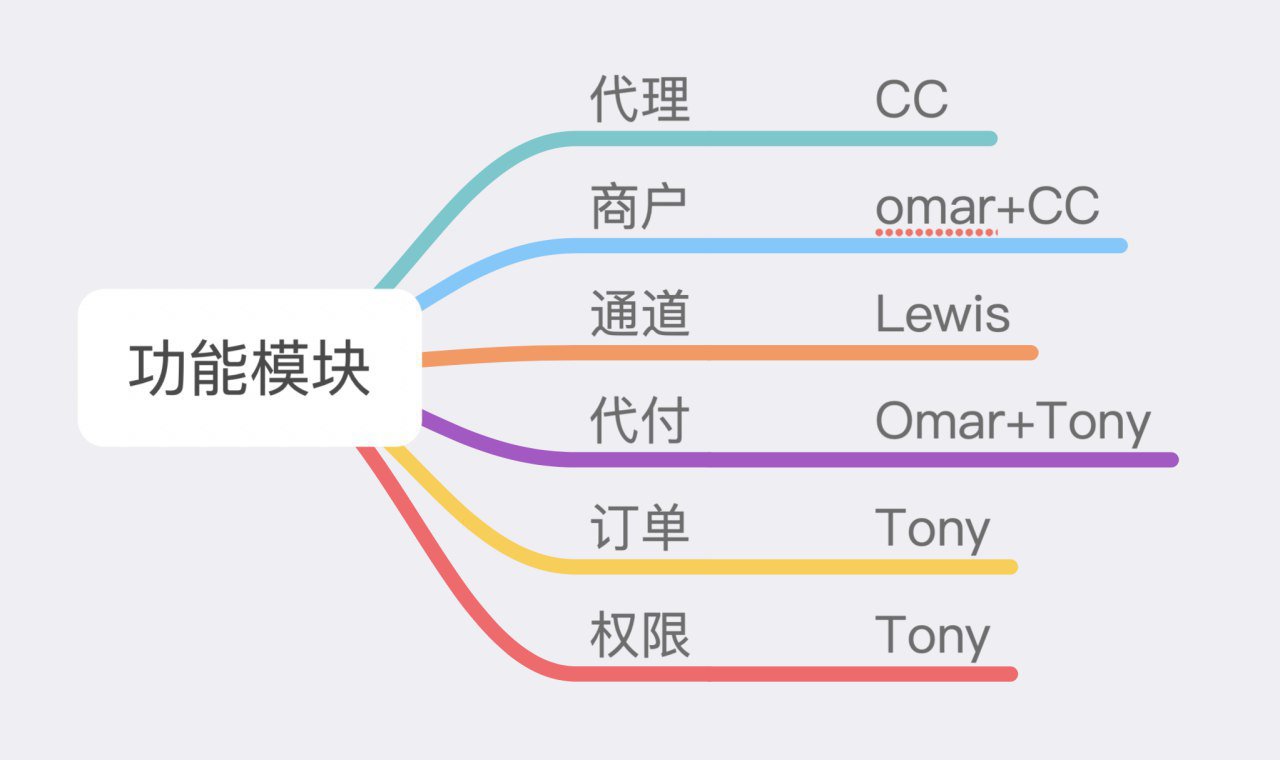 功能模块
代理 CC
商户 omar+CC
通道 Lewis
代付 Omar+Tony
订单 Tony
权限 Tony